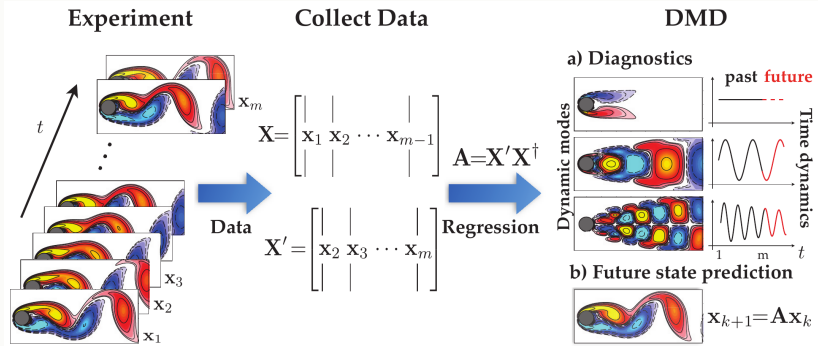 Experiment
Collect Data
DMD
t
x_m
x_3
x_2
x_1
Data
X=[x_1 x_2 ⋯ x_{m−1}]
X′ = [x_2 x_3 ⋯ x_m]
A=X′X^†
Regression
a) Diagnostics
past future
Dynamic modes
Time dynamics
1 m t
b) Future state prediction
x_{k+1}=Ax_k